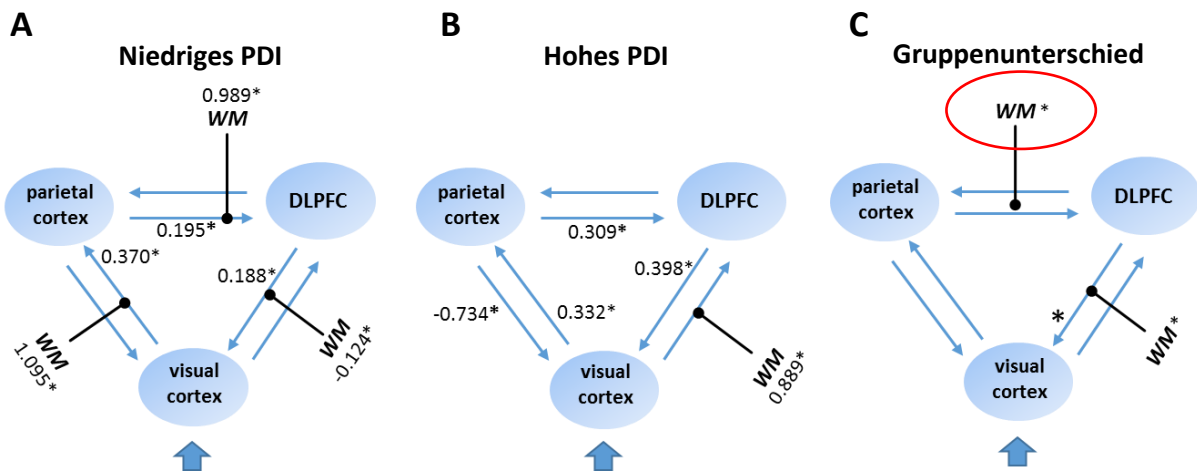 A
Niedriges PDI
0.989*
WM
parietal
cortex
DLPFC
0.195*
0.370*
0.188*
WM
1.095*
WM
-0.124*
visual
cortex
B
Hohes PDI
parietal
cortex
DLPFC
0.309*
0.398*
-0.734*
0.332*
WM
0.889*
visual
cortex
C
Gruppenunterschied
WM *
parietal
cortex
DLPFC
*
WM*
visual
cortex